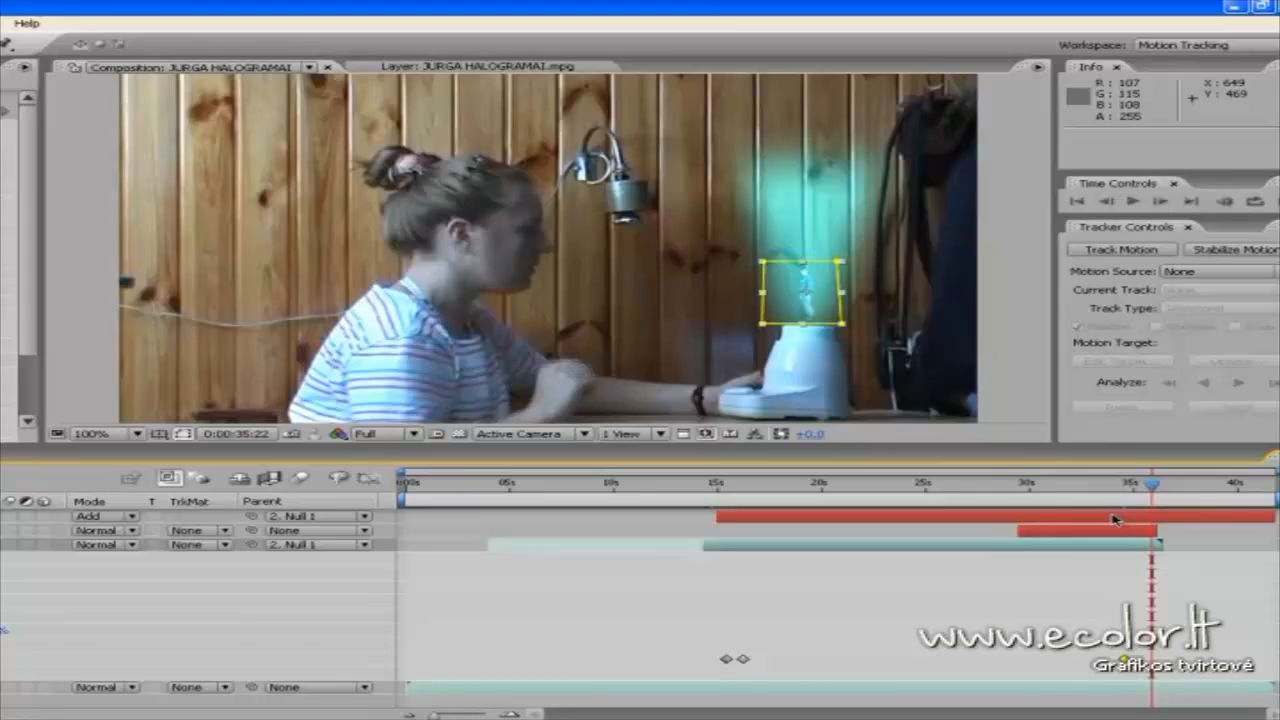 Help
Workspace: Motion Tracking
Composition: JURGA HALOGRAMAI
Layer: JURGA HALOGRAMAI.mpg
Info
R : 107
G : 115
B : 108
A : 255
X : 649
Y : 469
Time Controls
Tracker Controls
Track Motion
Stabilize Motion
Motion Source: None
Current Track:
Track Type:
Motion Target:
Analyze:
100%
0:00:35:22
Full
Active Camera
1 View
+0,0
05s 10s 15s 20s 25s 30s 35s 40s
Mode T TrkMat Parent
Add 2. Null 1
Normal None None
Normal 2. Null 1
www.ecolor.lt
Grafikos tvirtovė
Normal None None